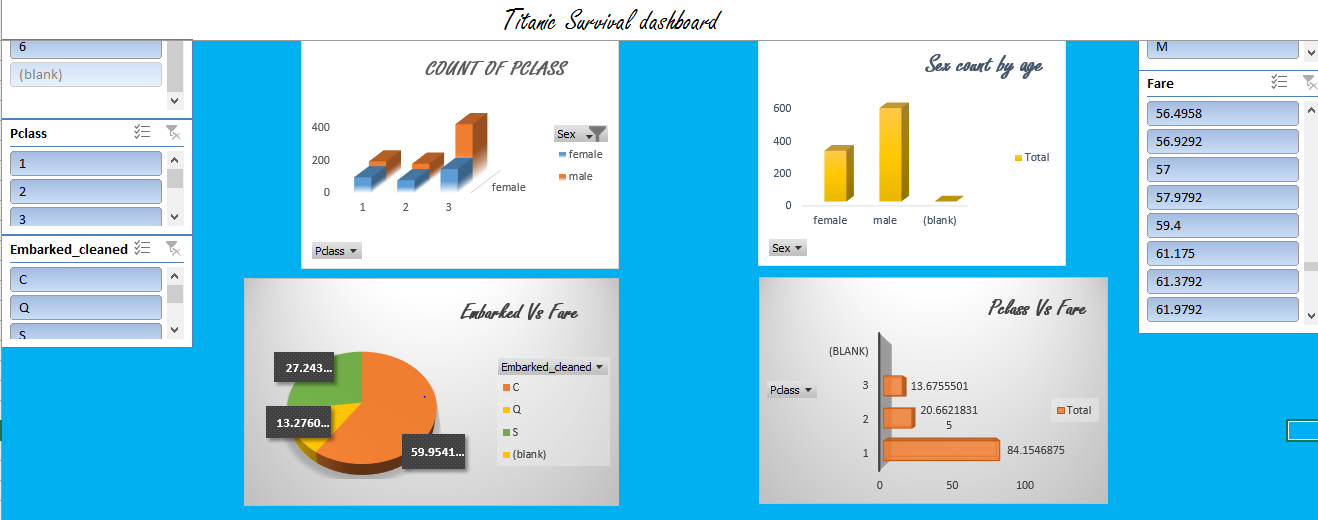 Titanic Survival dashboard
6
(blank)
Pclass
1
2
3
Embarked_cleaned
C
Q
S
COUNT OF PCLASS
400
200
0
1
2
3
female
Sex
female
male
Pclass
Sex count by age
600
400
200
0
female
male
(blank)
Total
Sex
Embarked Vs Fare
27.243...
13.2760...
59.9541...
Embarked_cleaned
C
Q
S
(blank)
Pclass Vs Fare
(BLANK)
3
2
1
13.6755501
20.6621831
5
84.1546875
0
50
100
Pclass
Total
M
Fare
56.4958
56.9292
57
57.9792
59.4
61.175
61.3792
61.9792